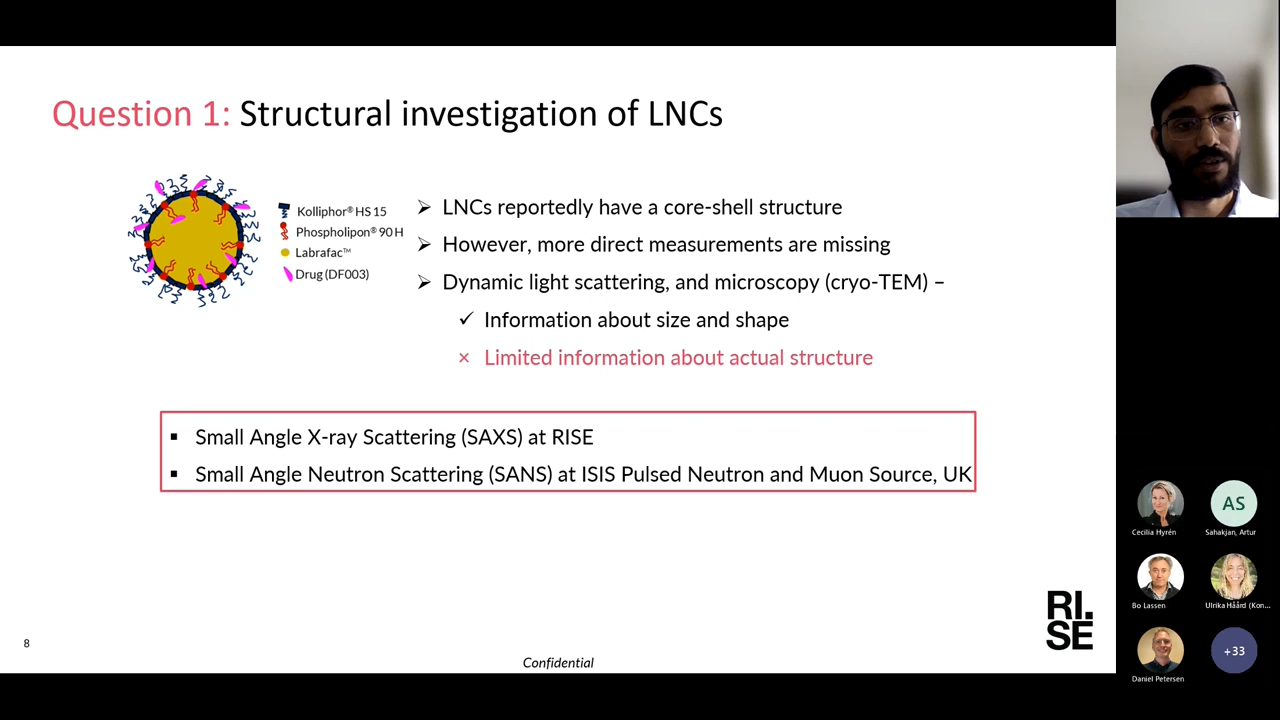 Question 1: Structural investigation of LNCs
Kolliphor® HS 15
Phospholipon® 90 H
Labrafac™
Drug (DF003)
➢ LNCs reportedly have a core-shell structure
➢ However, more direct measurements are missing
➢ Dynamic light scattering, and microscopy (cryo-TEM) –
✓ Information about size and shape
× Limited information about actual structure
▪ Small Angle X-ray Scattering (SAXS) at RISE
▪ Small Angle Neutron Scattering (SANS) at ISIS Pulsed Neutron and Muon Source, UK
8
Confidential
RI.
SE
AS
Cecilia Hyrén
Sahakjan, Artur
Bo Lassen
Ulrika Håård (Kon...
Daniel Petersen
+33